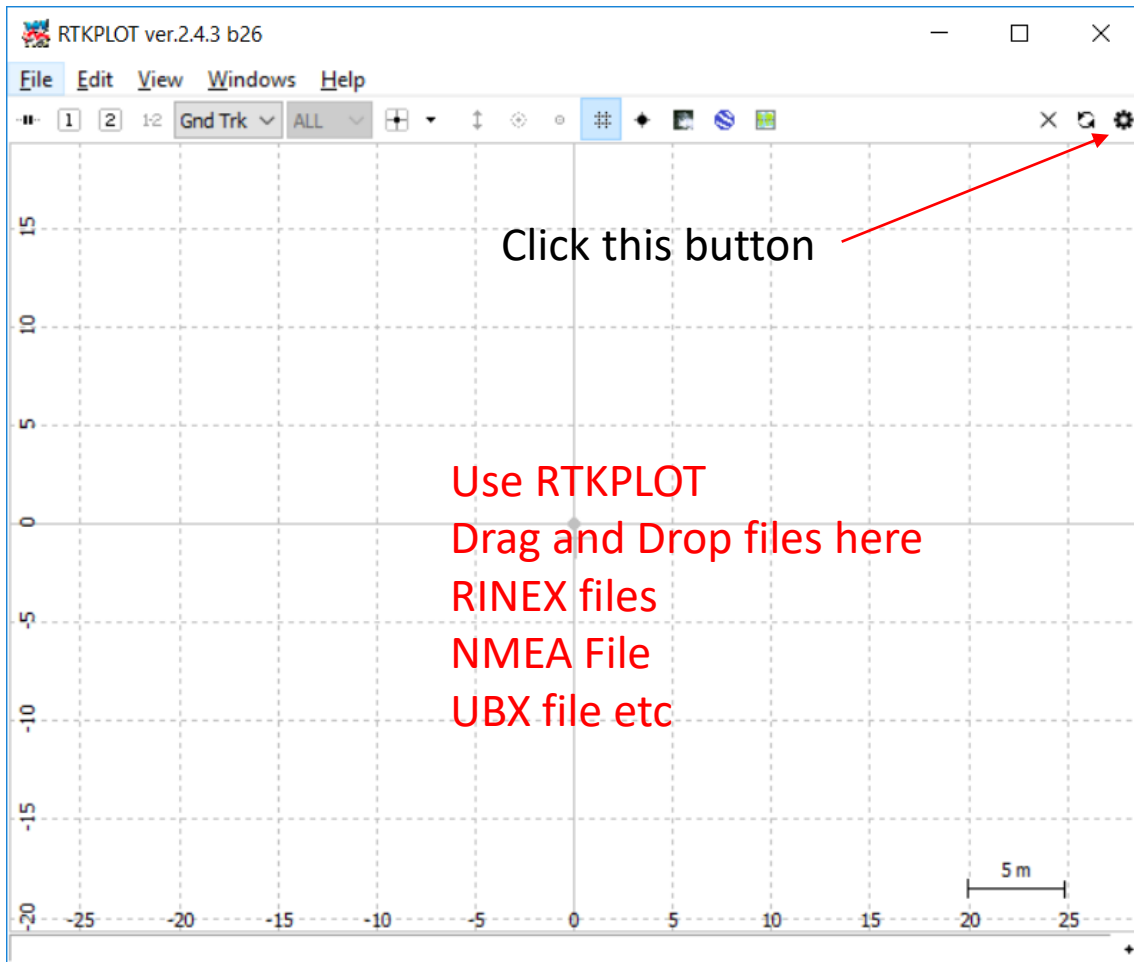 RTKPLOT ver.2.4.3 b26
File Edit View Windows Help
1 2 1-2 Gnd Trk ALL
Click this button
15
10
5
0
-5
-10
-15
-20
Use RTKPLOT
Drag and Drop files here
RINEX files
NMEA File
UBX file etc
5 m
-25 -20 -15 -10 -5 0 5 10 15 20 25